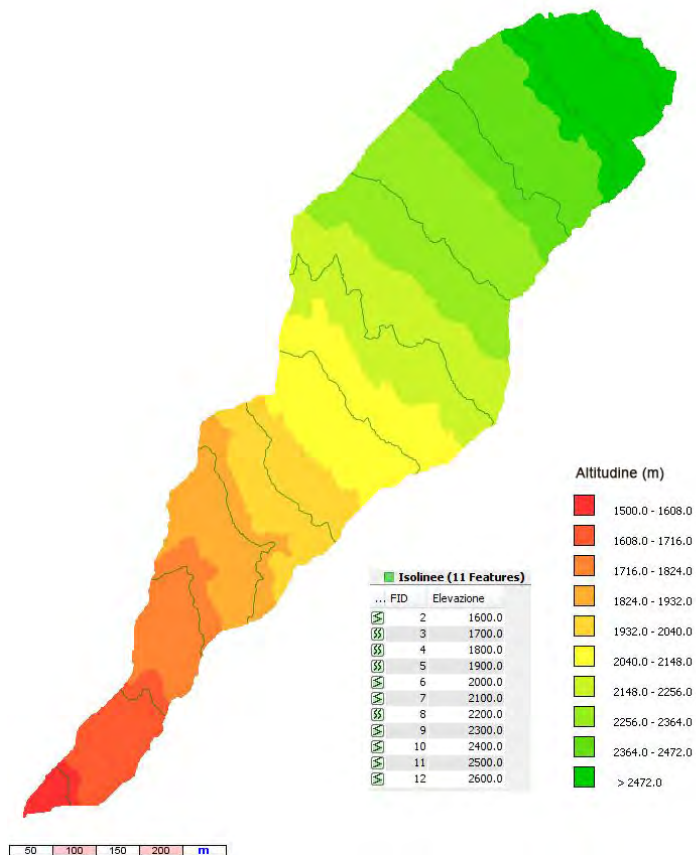 Altitudine (m)
1500.0 - 1608.0
1608.0 - 1716.0
1716.0 - 1824.0
1824.0 - 1932.0
1932.0 - 2040.0
2040.0 - 2148.0
2148.0 - 2256.0
2256.0 - 2364.0
2364.0 - 2472.0
> 2472.0
Isolinee (11 Features)
... FID Elevazione
2 1600.0
3 1700.0
4 1800.0
5 1900.0
6 2000.0
7 2100.0
8 2200.0
9 2300.0
10 2400.0
11 2500.0
12 2600.0
50 100 150 200 m